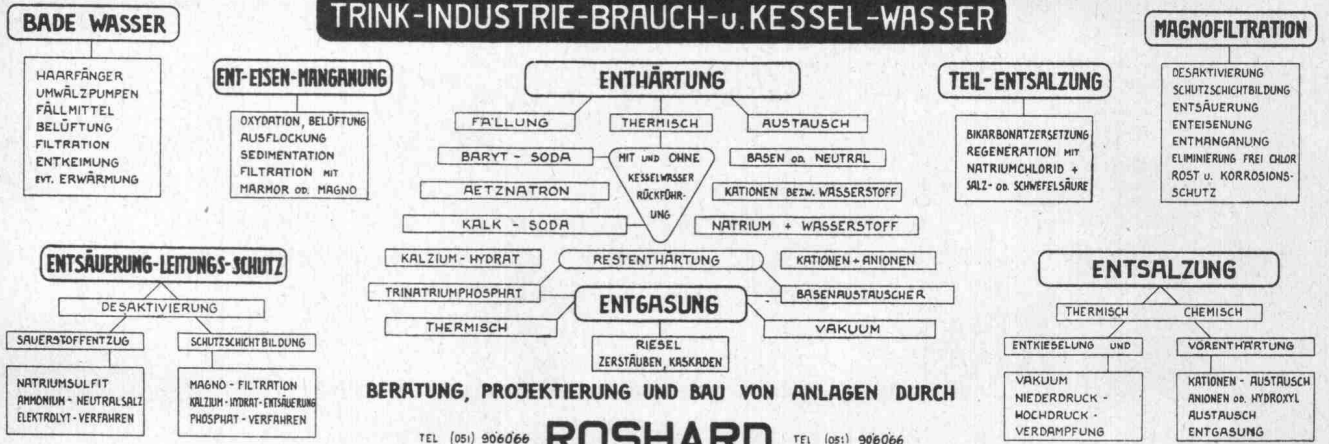 TRINK-INDUSTRIE-BRAUCH-u.KESSEL-WASSER
BADE WASSER
HAARFÄNGER
UMWÄLZPUMPEN
FÄLLMITTEL
BELÜFTUNG
FILTRATION
ENTKEIMUNG
EVT. ERWÄRMUNG
ENT-EISEN-MANGANUNG
OXYDATION, BELÜFTUNG
AUSFLOCKUNG
SEDIMENTATION
FILTRATION MIT
MARMOR OD. MAGNO
ENTHÄRTUNG
FÄLLUNG
THERMISCH
AUSTAUSCH
BARYT - SODA
MIT UND OHNE
KESSELWASSER
RÜCKFÜHR-
UNG
BASEN OD. NEUTRAL
AETZNATRON
KATIONEN BEZW. WASSERSTOFF
KALK - SODA
NATRIUM + WASSERSTOFF
KALZIUM - HYDRAT
RESTENTHÄRTUNG
KATIONEN + ANIONEN
TRINATRIUMPHOSPHAT
BASENAUSTAUSCHER
ENTGASUNG
THERMISCH
VAKUUM
RIESEL
ZERSTÄUBEN, KASKADEN
TEIL-ENTSALZUNG
BIKARBONATZERSETZUNG
REGENERATION MIT
NATRIUMCHLORID +
SALZ- OD. SCHWEFELSÄURE
MAGNOFILTRATION
DESAKTIVIERUNG
SCHUTZSCHICHTBILDUNG
ENTSÄUERUNG
ENTEISENUNG
ENTMANGANUNG
ELIMINIERUNG FREI CHLOR
ROST U. KORROSIONS-
SCHUTZ
ENTSÄUERUNG-LEITUNGS-SCHUTZ
DESAKTIVIERUNG
SAUERSTOFFENTZUG
SCHUTZSCHICHTBILDUNG
NATRIUMSULFIT
AMMONIUM - NEUTRALSALZ
ELEKTROLYT - VERFAHREN
MAGNO - FILTRATION
KALZIUM - HYDRAT-ENTSÄUERUNG
PHOSPHAT - VERFAHREN
ENTSALZUNG
THERMISCH
CHEMISCH
ENTKIESELUNG UND
VORENTHÄRTUNG
VAKUUM
NIEDERDRUCK -
HOCHDRUCK -
VERDAMPFUNG
KATIONEN - AUSTAUSCH
ANIONEN OD. HYDROXYL
AUSTAUSCH
ENTGASUNG
BERATUNG, PROJEKTIERUNG UND BAU VON ANLAGEN DURCH
TEL (051) 906066 ROSHARD TEL (051) 906066